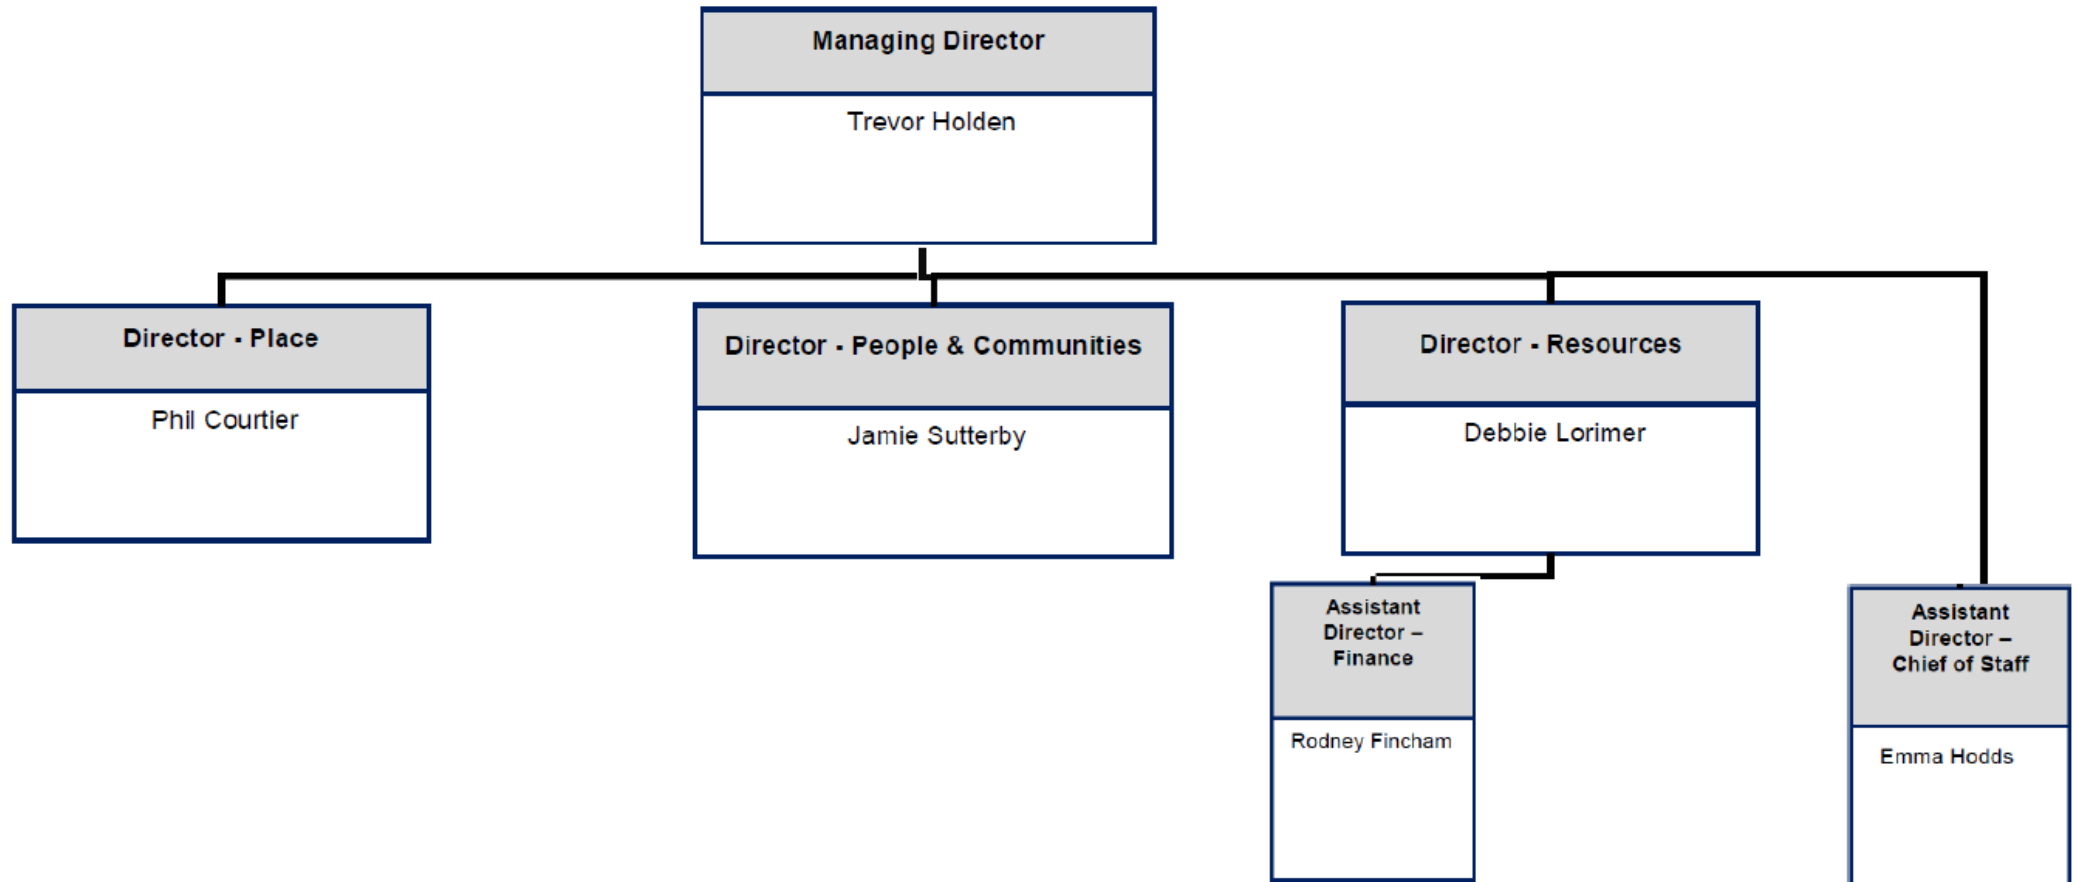 Managing Director
Trevor Holden
Director - Place
Phil Courtier
Director - People & Communities
Jamie Sutterby
Director - Resources
Debbie Lorimer
Assistant
Director –
Finance
Rodney Fincham
Assistant
Director –
Chief of Staff
Emma Hodds